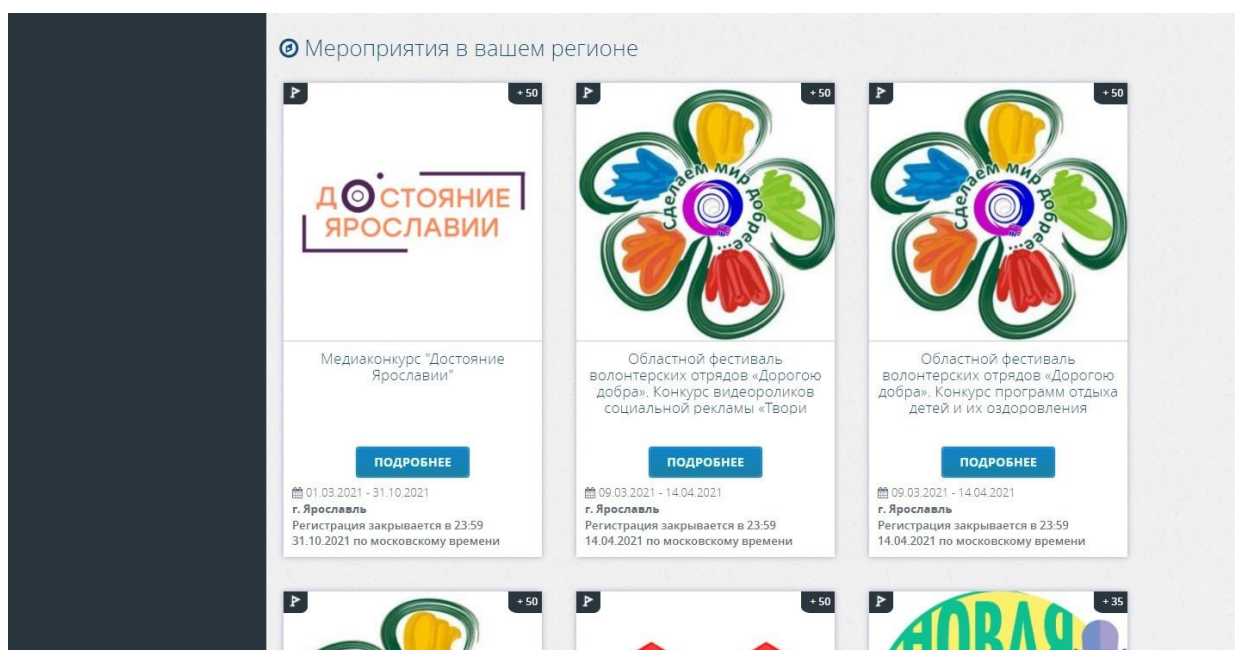 Мероприятия в вашем регионе
+ 50
ДОСТОЯНИЕ
ЯРОСЛАВИИ
Медиаконкурс "Достояние
Ярославии"
ПОДРОБНЕЕ
01.03.2021 - 31.10.2021
г. Ярославль
Регистрация закрывается в 23:59
31.10.2021 по московскому времени
+ 50
Сделаем мир добрее...
Областной фестиваль
волонтерских отрядов «Дорогою
добра». Конкурс видеороликов
социальной рекламы «Твори
ПОДРОБНЕЕ
09.03.2021 - 14.04.2021
г. Ярославль
Регистрация закрывается в 23:59
14.04.2021 по московскому времени
+ 50
Сделаем мир добрее...
Областной фестиваль
волонтерских отрядов «Дорогою
добра». Конкурс программ отдыха
детей и их оздоровления
ПОДРОБНЕЕ
09.03.2021 - 14.04.2021
г. Ярославль
Регистрация закрывается в 23:59
14.04.2021 по московскому времени
+ 50
+ 50
+ 35
НОВАЯ